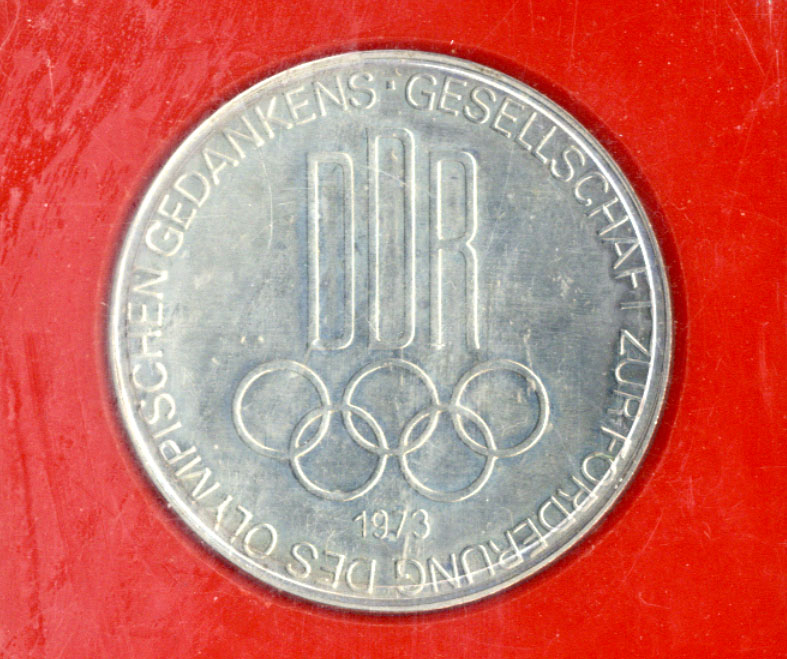 GESELLSCHAFT ZUR FÖRDERUNG DES OLYMPISCHEN GEDANKENS ·
DDR
1973